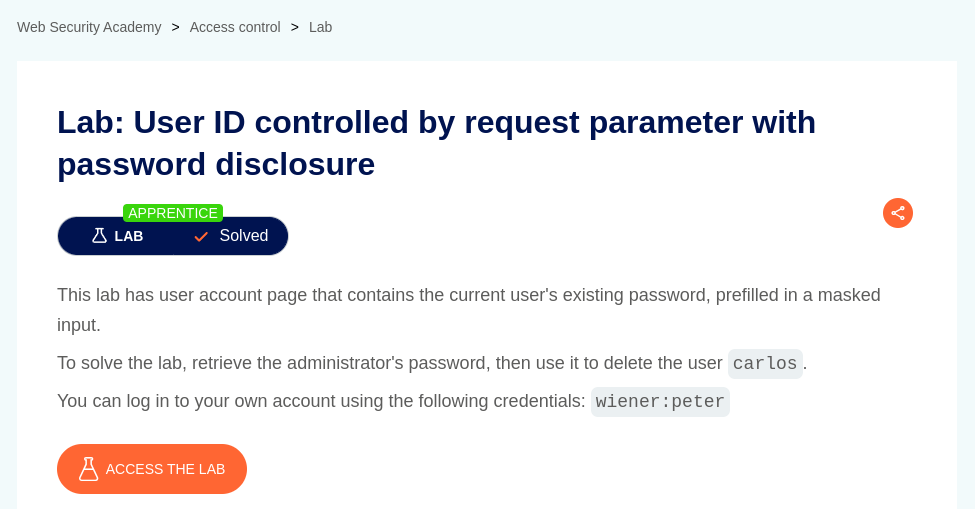 Web Security Academy > Access control > Lab
Lab: User ID controlled by request parameter with
password disclosure
APPRENTICE
LAB Solved
This lab has user account page that contains the current user's existing password, prefilled in a masked
input.
To solve the lab, retrieve the administrator's password, then use it to delete the user carlos.
You can log in to your own account using the following credentials: wiener:peter
ACCESS THE LAB